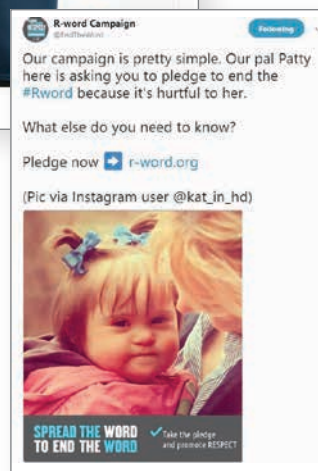 R-word Campaign
@EndTheWord
Following
Our campaign is pretty simple. Our pal Patty
here is asking you to pledge to end the
#Rword because it's hurtful to her.
What else do you need to know?
Pledge now ➡ r-word.org
(Pic via Instagram user @kat_in_hd)
SPREAD THE WORD
TO END THE WORD
Take the pledge
and promote RESPECT